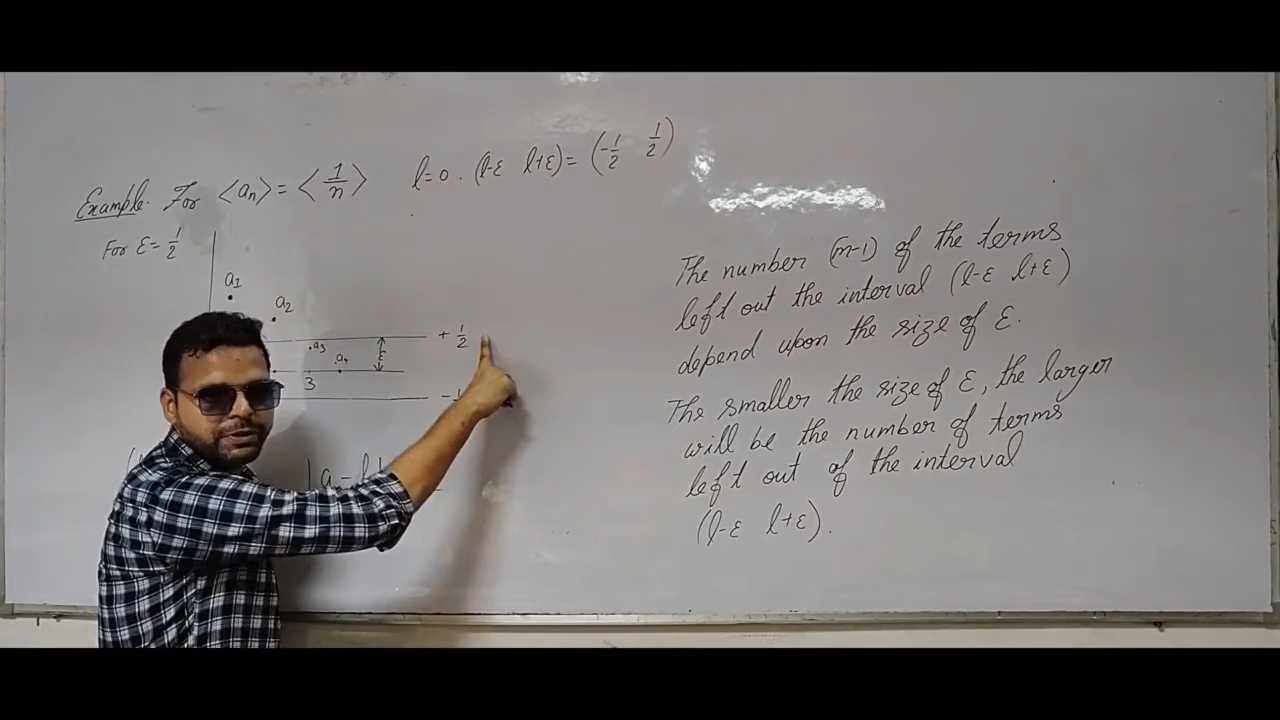 Example. For <aₙ> = <1/n>   l=0. (l-ε  l+ε) = (-1/2  1/2)
For ε = 1/2
a₁
a₂
+ 1/2
a₃
a₄
ε
3
|aₙ - l|
The number (m-1) of the terms
left out the interval (l-ε  l+ε)
depend upon the size of ε.
The smaller the size of ε, the larger
will be the number of terms
left out of the interval
(l-ε  l+ε).